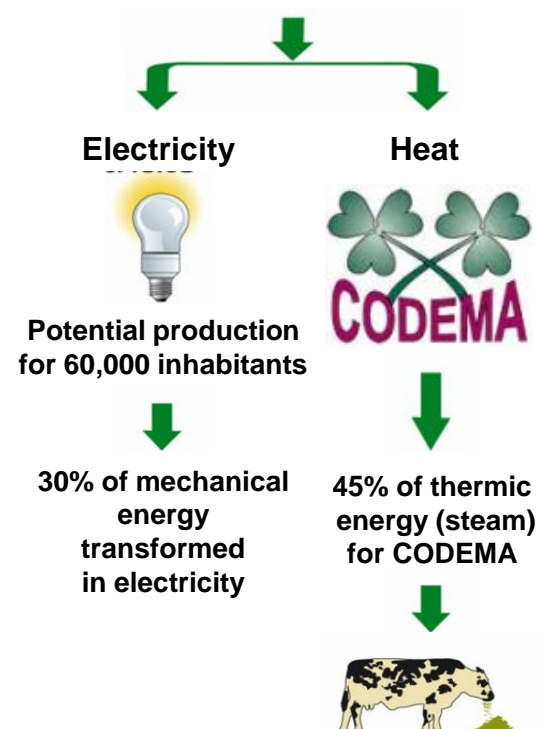 Electricity
Heat
CODEMA
Potential production
for 60,000 inhabitants
30% of mechanical
energy
transformed
in electricity
45% of thermic
energy (steam)
for CODEMA